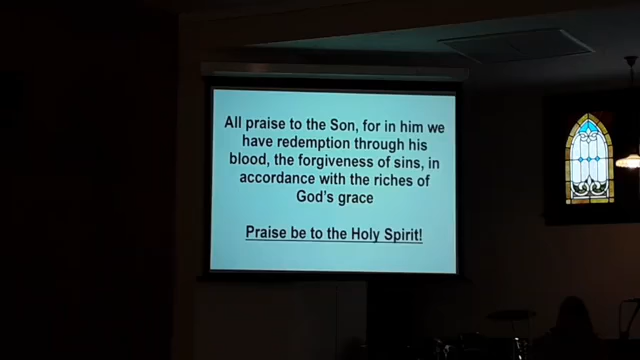 All praise to the Son, for in him we
have redemption through his
blood, the forgiveness of sins, in
accordance with the riches of
God's grace
Praise be to the Holy Spirit!